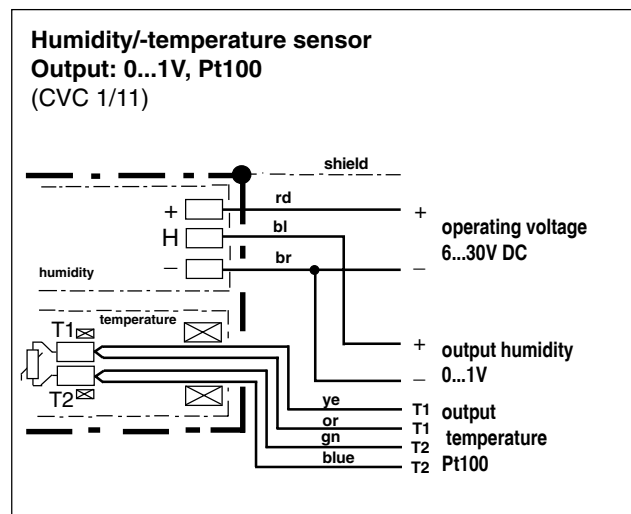 Humidity/-temperature sensor
Output: 0...1V, Pt100
(CVC 1/11)
shield
+ rd +
H bl
operating voltage
6...30V DC
− br −
humidity
temperature
T1
T2
+ output humidity
− 0...1V
ye T1 output
or T1
gn T2 temperature
blue T2 Pt100